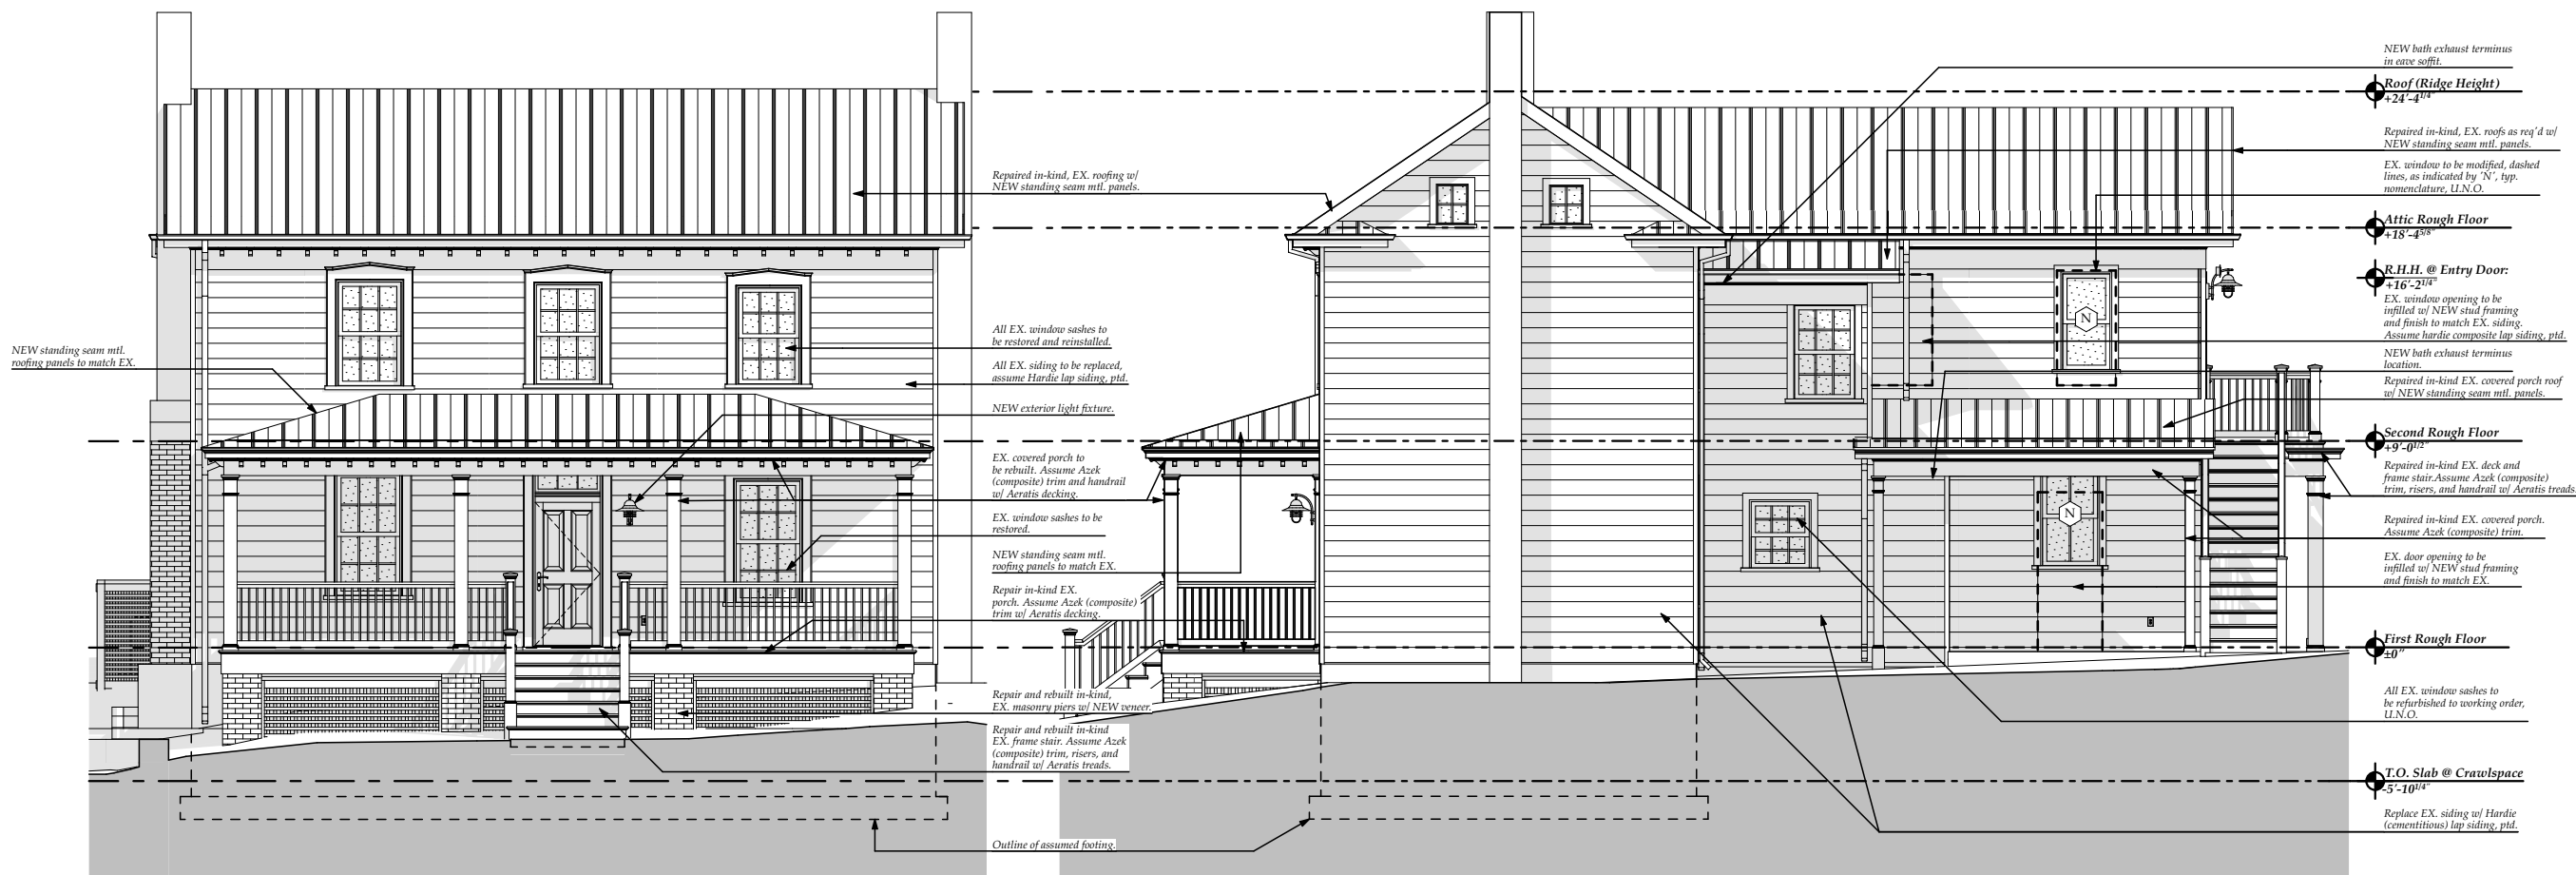 NEW standing seam mtl.
roofing panels to match EX.
Repaired in-kind, EX. roofing w/
NEW standing seam mtl. panels.
All EX. window sashes to
be restored and reinstalled.
All EX. siding to be replaced,
assume Hardie lap siding, ptd.
NEW exterior light fixture.
EX. covered porch to
be rebuilt. Assume Azek
(composite) trim and handrail
w/ Aeratis decking.
EX. window sashes to be
restored.
NEW standing seam mtl.
roofing panels to match EX.
Repair in-kind EX.
porch. Assume Azek (composite)
trim w/ Aeratis decking.
Repair and rebuilt in-kind,
EX. masonry piers w/ NEW veneer.
Repair and rebuilt in-kind
EX. frame stair. Assume Azek
(composite) trim, risers, and
handrail w/ Aeratis treads.
Outline of assumed footing.
N
N
NEW bath exhaust terminus
in eave soffit.
Roof (Ridge Height)
+24'-4 1/4"
Repaired in-kind, EX. roofs as req'd w/
NEW standing seam mtl. panels.
EX. window to be modified, dashed
lines, as indicated by 'N', typ.
nomenclature, U.N.O.
Attic Rough Floor
+18'-4 5/8"
R.H.H. @ Entry Door:
+16'-2 1/4"
EX. window opening to be
infilled w/ NEW stud framing
and finish to match EX. siding.
Assume hardie composite lap siding, ptd.
NEW bath exhaust terminus
location.
Repaired in-kind EX. covered porch roof
w/ NEW standing seam mtl. panels.
Second Rough Floor
+9'-0 1/2"
Repaired in-kind EX. deck and
frame stair.Assume Azek (composite)
trim, risers, and handrail w/ Aeratis treads.
Repaired in-kind EX. covered porch.
Assume Azek (composite) trim.
EX. door opening to be
infilled w/ NEW stud framing
and finish to match EX.
First Rough Floor
±0"
All EX. window sashes to
be refurbished to working order,
U.N.O.
T.O. Slab @ Crawlspace
-5'-10 1/4"
Replace EX. siding w/ Hardie
(cementitious) lap siding, ptd.